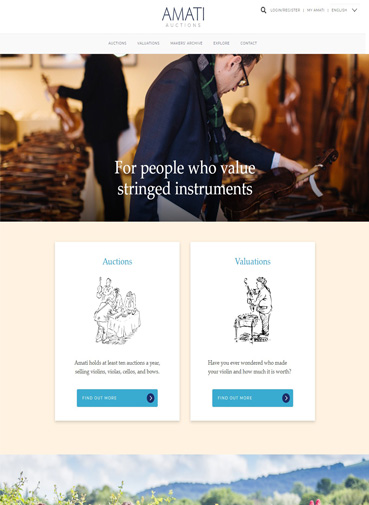 AMATI
AUCTIONS
LOGIN/REGISTER | MY AMATI | ENGLISH
AUCTIONS VALUATIONS MAKERS' ARCHIVE EXPLORE CONTACT
For people who value
stringed instruments
Auctions
Amati holds at least ten auctions a year,
selling violins, violas, cellos, and bows.
FIND OUT MORE
Valuations
Have you ever wondered who made
your violin and how much it is worth?
FIND OUT MORE